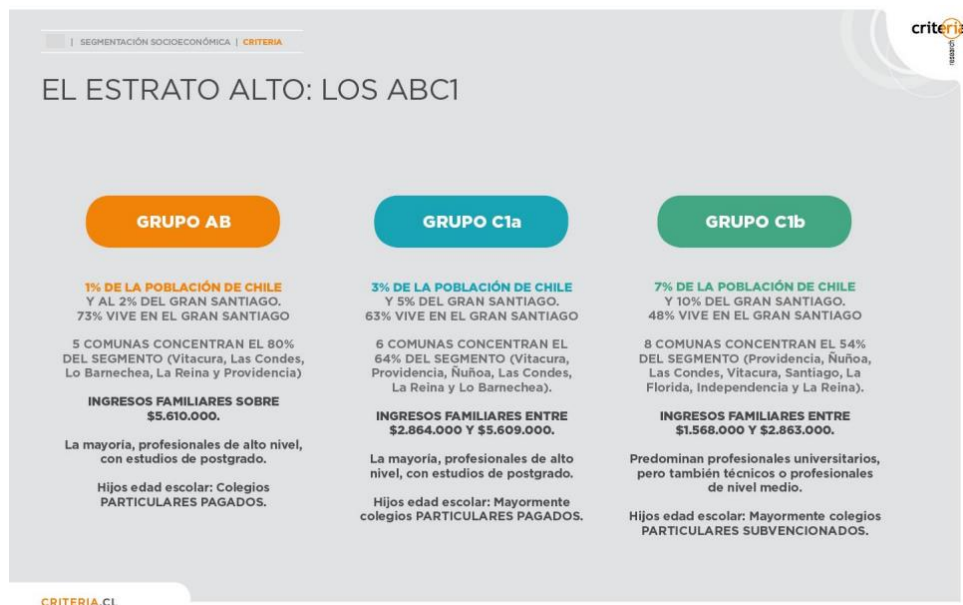 | SEGMENTACIÓN SOCIOECONÓMICA | CRITERIA
criteria
research
EL ESTRATO ALTO: LOS ABC1
GRUPO AB
1% DE LA POBLACIÓN DE CHILE
Y AL 2% DEL GRAN SANTIAGO.
73% VIVE EN EL GRAN SANTIAGO
5 COMUNAS CONCENTRAN EL 80%
DEL SEGMENTO (Vitacura, Las Condes,
Lo Barnechea, La Reina y Providencia)
INGRESOS FAMILIARES SOBRE
$5.610.000.
La mayoría, profesionales de alto nivel,
con estudios de postgrado.
Hijos edad escolar: Colegios
PARTICULARES PAGADOS.
GRUPO C1a
3% DE LA POBLACIÓN DE CHILE
Y 5% DEL GRAN SANTIAGO.
63% VIVE EN EL GRAN SANTIAGO
6 COMUNAS CONCENTRAN EL
64% DEL SEGMENTO (Vitacura,
Providencia, Ñuñoa, Las Condes,
La Reina y Lo Barnechea).
INGRESOS FAMILIARES ENTRE
$2.864.000 Y $5.609.000.
La mayoría, profesionales de alto
nivel, con estudios de postgrado.
Hijos edad escolar: Mayormente
colegios PARTICULARES PAGADOS.
GRUPO C1b
7% DE LA POBLACIÓN DE CHILE
Y 10% DEL GRAN SANTIAGO.
48% VIVE EN EL GRAN SANTIAGO
8 COMUNAS CONCENTRAN EL 54%
DEL SEGMENTO (Providencia, Ñuñoa,
Las Condes, Vitacura, Santiago, La
Florida, Independencia y La Reina).
INGRESOS FAMILIARES ENTRE
$1.568.000 Y $2.863.000.
Predominan profesionales universitarios,
pero también técnicos o profesionales
de nivel medio.
Hijos edad escolar: Mayormente colegios
PARTICULARES SUBVENCIONADOS.
CRITERIA.CL